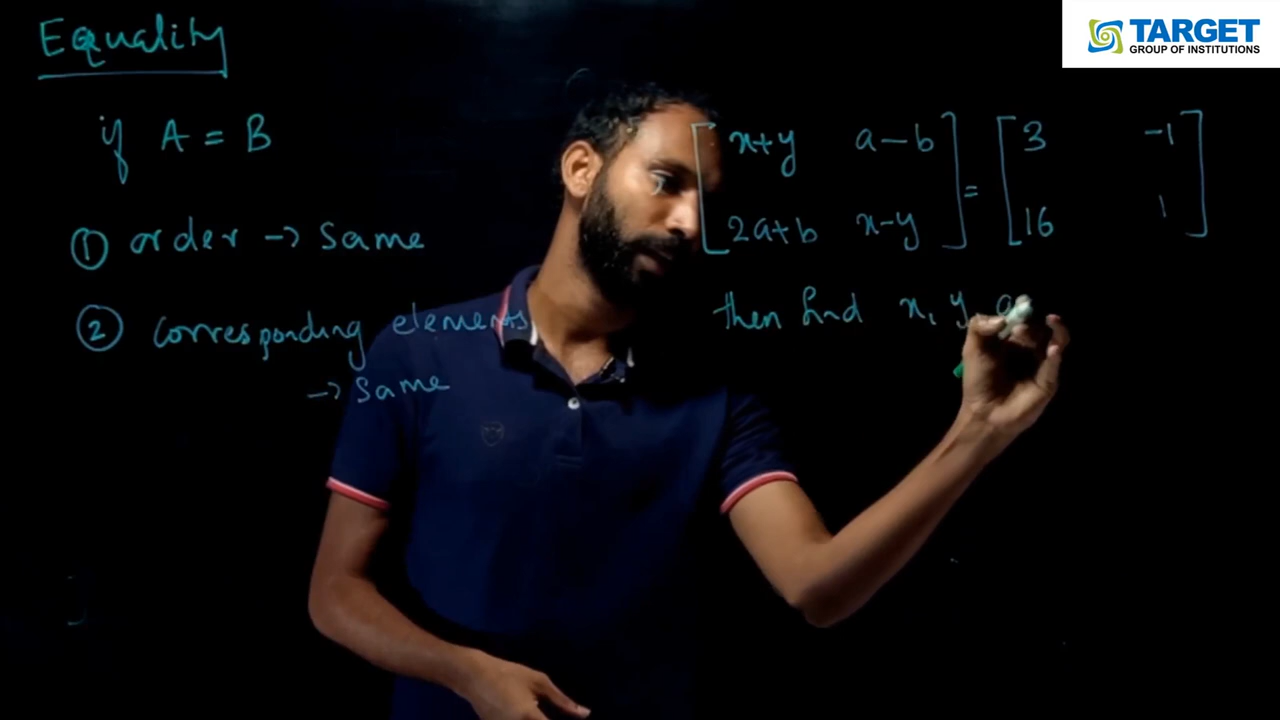 Equality
if A = B
① order → same
② corresponding elements
→ same
[x+y a-b
2a+b x-y] = [3 -1
16 1]
then find x, y, a
TARGET
GROUP OF INSTITUTIONS